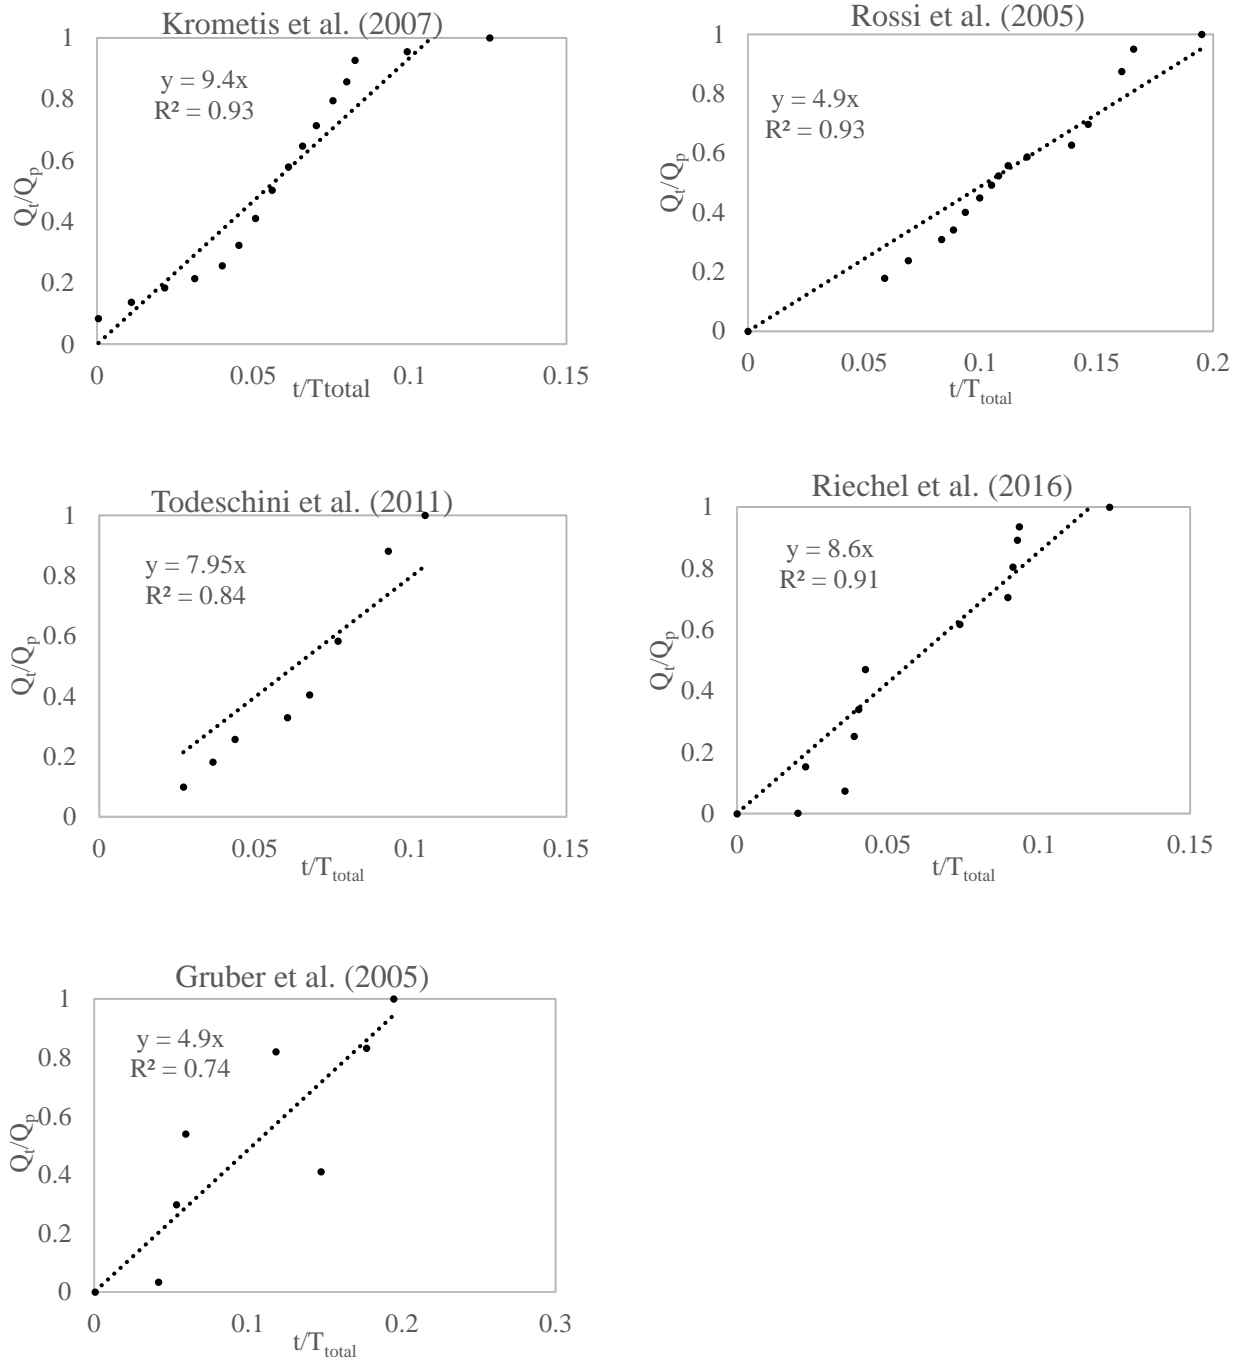 Krometis et al. (2007)
1
0.8
0.6
0.4
0.2
0
Qt/Qp
y = 9.4x
R² = 0.93
0 0.05 0.1 0.15
t/Ttotal
Rossi et al. (2005)
1
0.8
0.6
0.4
0.2
0
Qt/Qp
y = 4.9x
R² = 0.93
0 0.05 0.1 0.15 0.2
t/Ttotal
Todeschini et al. (2011)
1
0.8
0.6
0.4
0.2
0
Qt/Qp
y = 7.95x
R² = 0.84
0 0.05 0.1 0.15
t/Ttotal
Riechel et al. (2016)
1
0.8
0.6
0.4
0.2
0
Qt/Qp
y = 8.6x
R² = 0.91
0 0.05 0.1 0.15
t/Ttotal
Gruber et al. (2005)
1
0.8
0.6
0.4
0.2
0
Qt/Qp
y = 4.9x
R² = 0.74
0 0.1 0.2 0.3
t/Ttotal